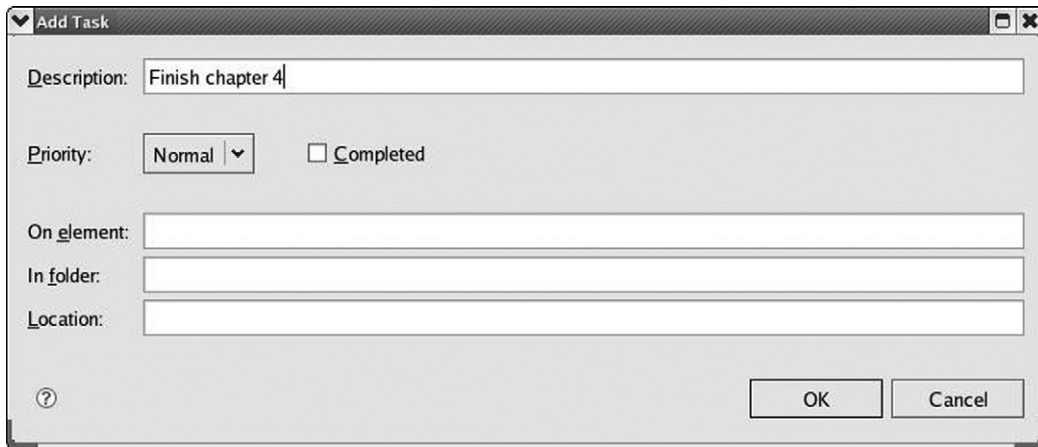 Add Task
Description: Finish chapter 4
Priority: Normal Completed
On element:
In folder:
Location:
? OK Cancel